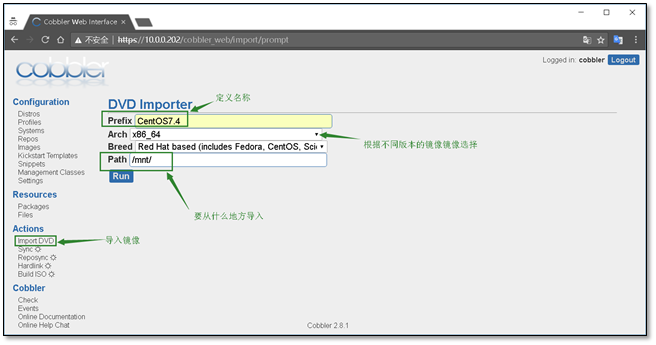 Cobbler Web Interface
不安全 | https://10.0.0.202/cobbler_web/import/prompt
Logged in: cobbler Logout
cobbler
Configuration
Distros
Profiles
Systems
Repos
Images
Kickstart Templates
Snippets
Management Classes
Settings
Resources
Packages
Files
Actions
Import DVD
Sync
Reposync
Hardlink
Build ISO
Cobbler
Check
Events
Online Documentation
Online Help Chat
DVD Importer
定义名称
Prefix CentOS7.4
Arch x86_64
根据不同版本的镜像镜像选择
Breed Red Hat based (includes Fedora, CentOS, Scie
Path /mnt/
Run
要从什么地方导入
导入镜像
Cobbler 2.8.1